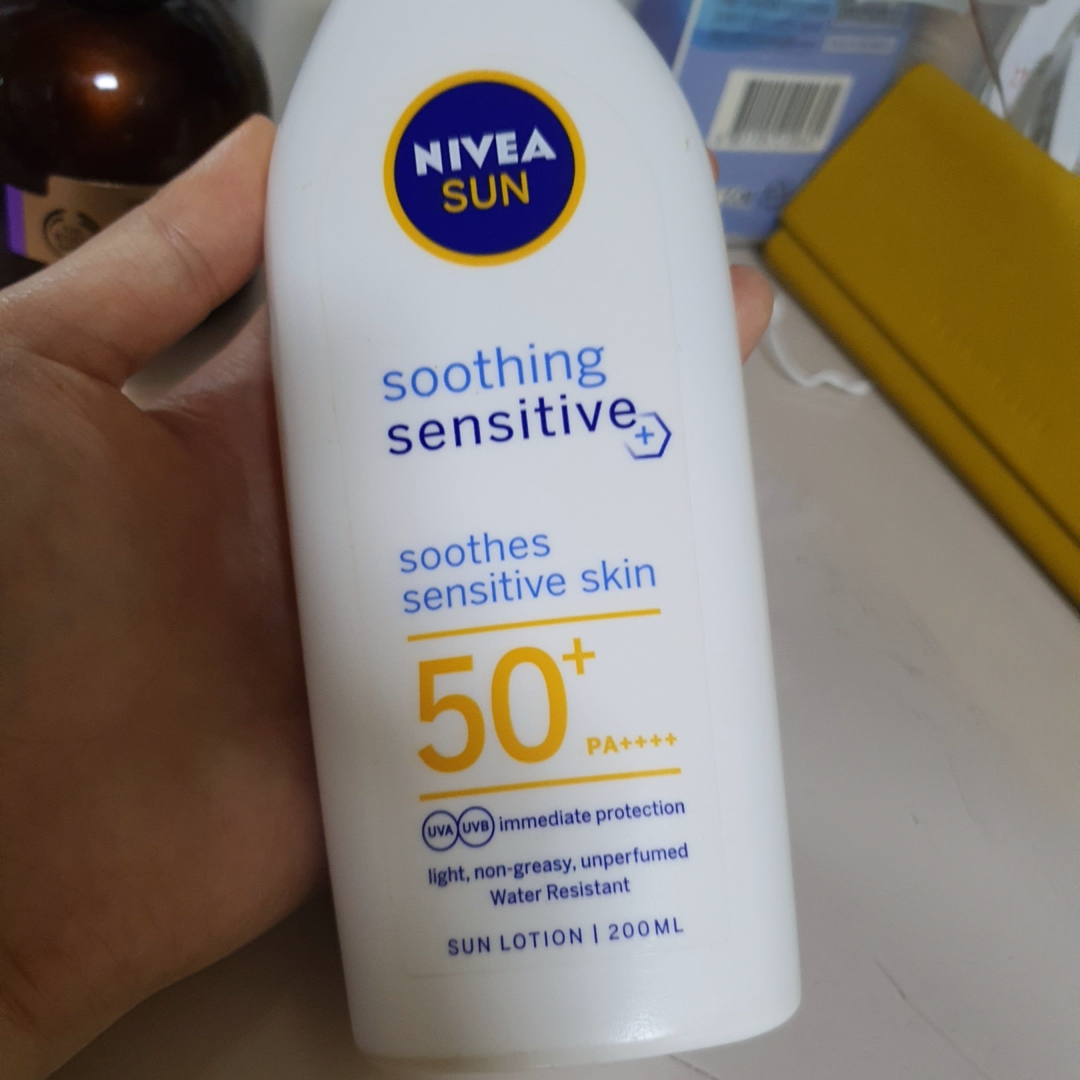 NIVEA
SUN
soothing
sensitive+
soothes
sensitive skin
50+
PA++++
UVA UVB immediate protection
light, non-greasy, unperfumed
Water Resistant
SUN LOTION | 200ML